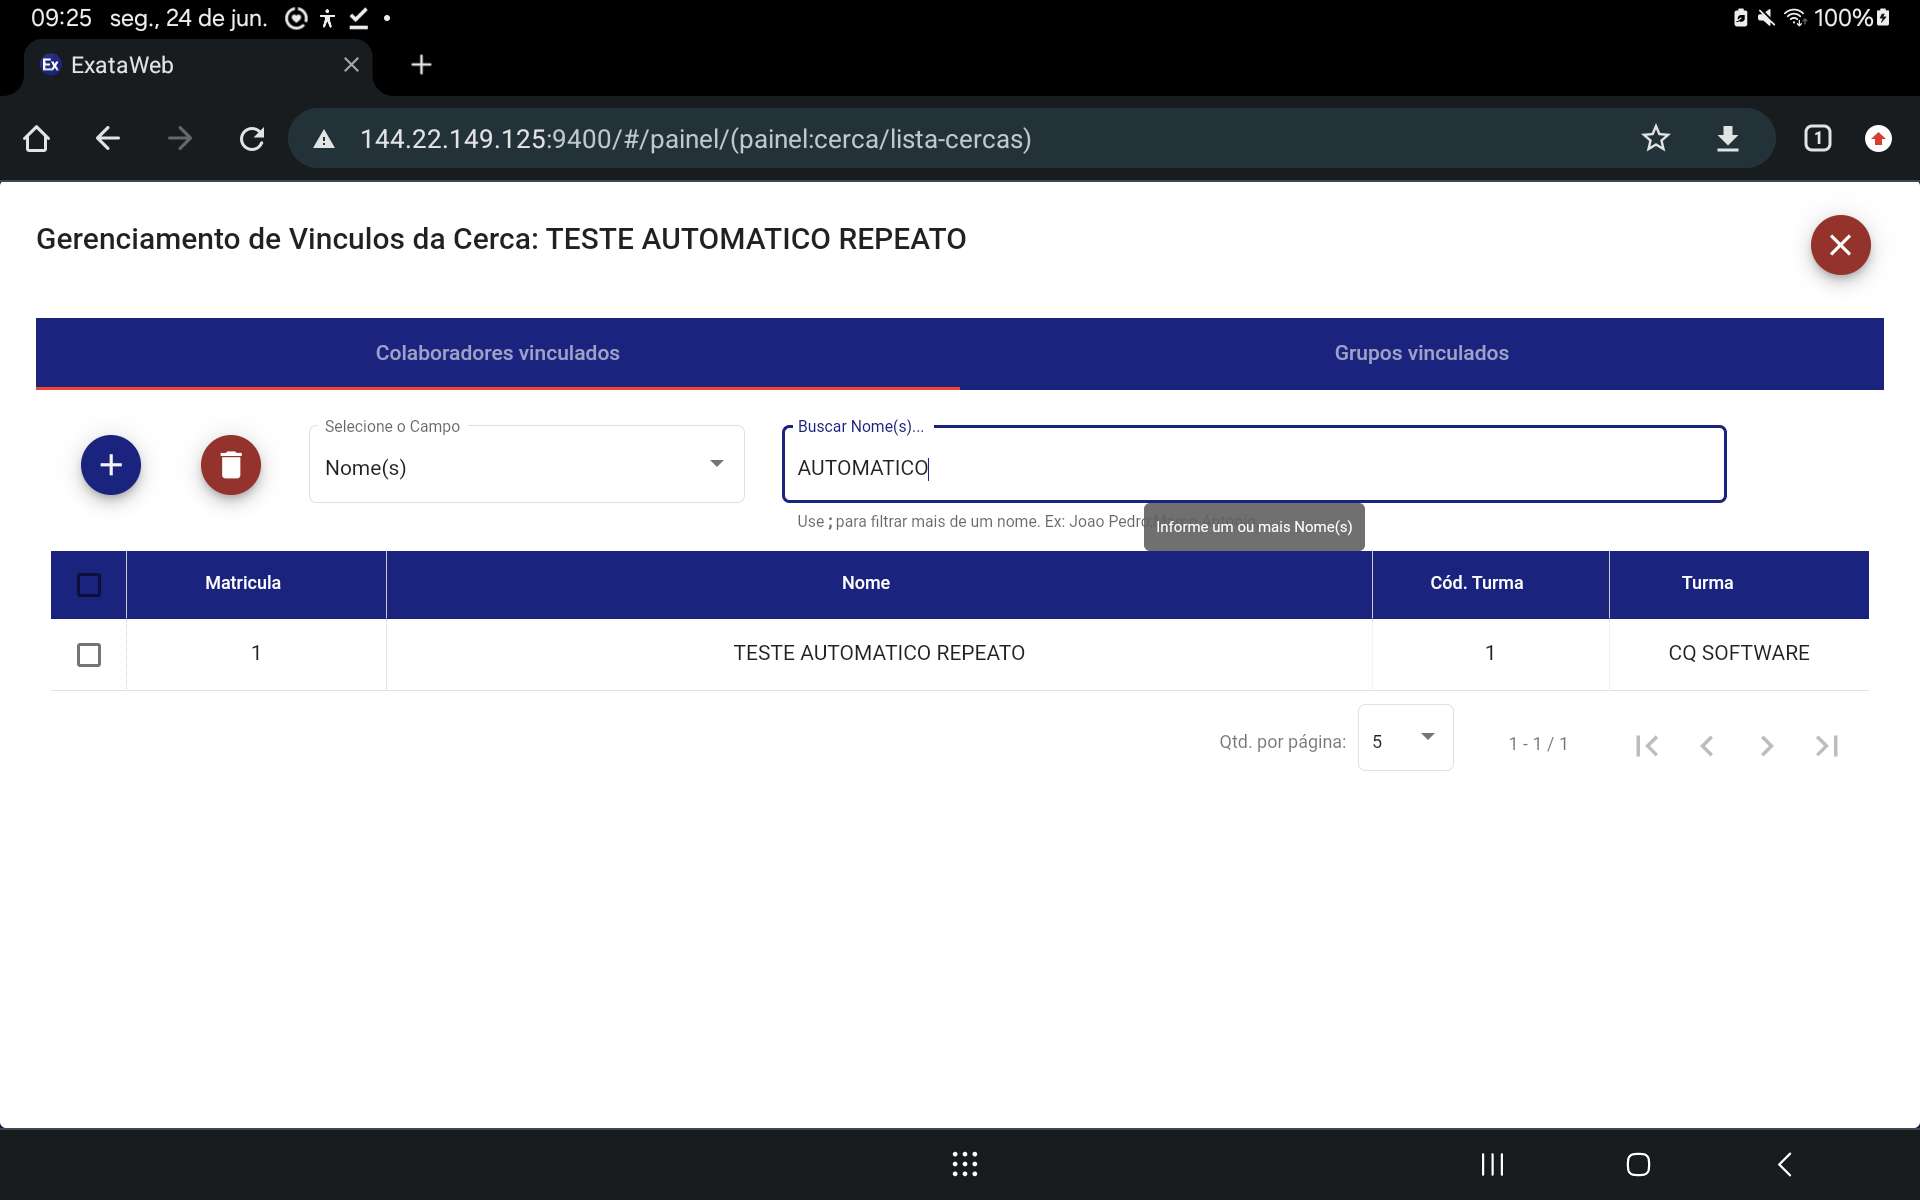 09:25 seg., 24 de jun.
100%
Ex ExataWeb
144.22.149.125:9400/#/painel/(painel:cerca/lista-cercas)
1
Gerenciamento de Vinculos da Cerca: TESTE AUTOMATICO REPEATO
Colaboradores vinculados
Grupos vinculados
Selecione o Campo
Nome(s)
Buscar Nome(s)...
AUTOMATICO
Use ; para filtrar mais de um nome. Ex: Joao Pedro
Informe um ou mais Nome(s)
Matricula Nome Cód. Turma Turma
1 TESTE AUTOMATICO REPEATO 1 CQ SOFTWARE
Qtd. por página: 5 1 - 1 / 1